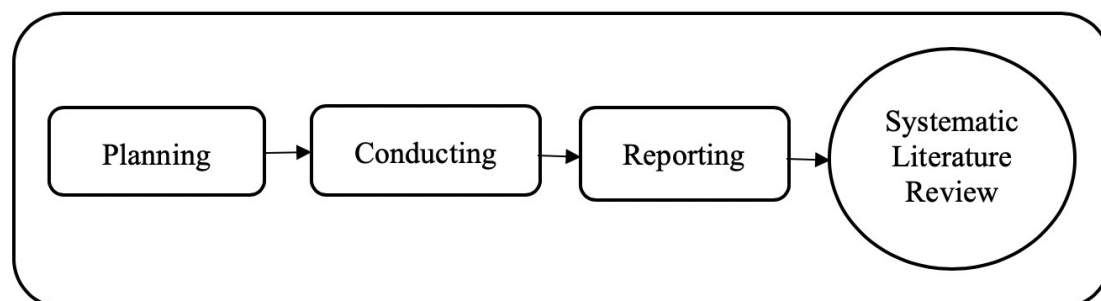 Planning
Conducting
Reporting
Systematic
Literature
Review